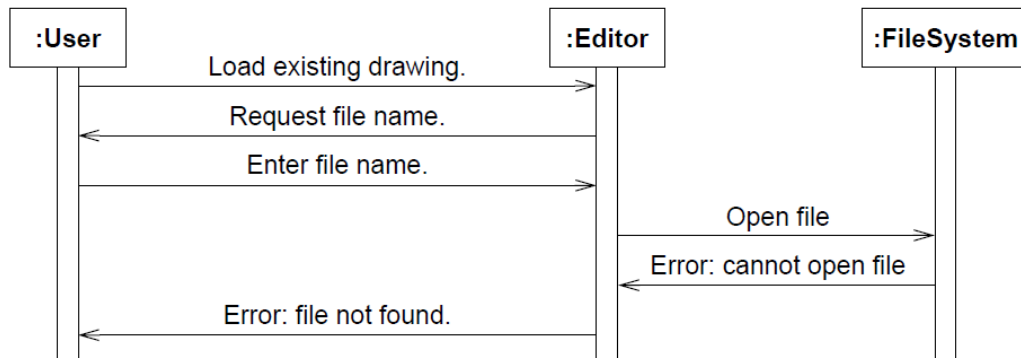 :User
:Editor
:FileSystem
Load existing drawing.
Request file name.
Enter file name.
Open file
Error: cannot open file
Error: file not found.